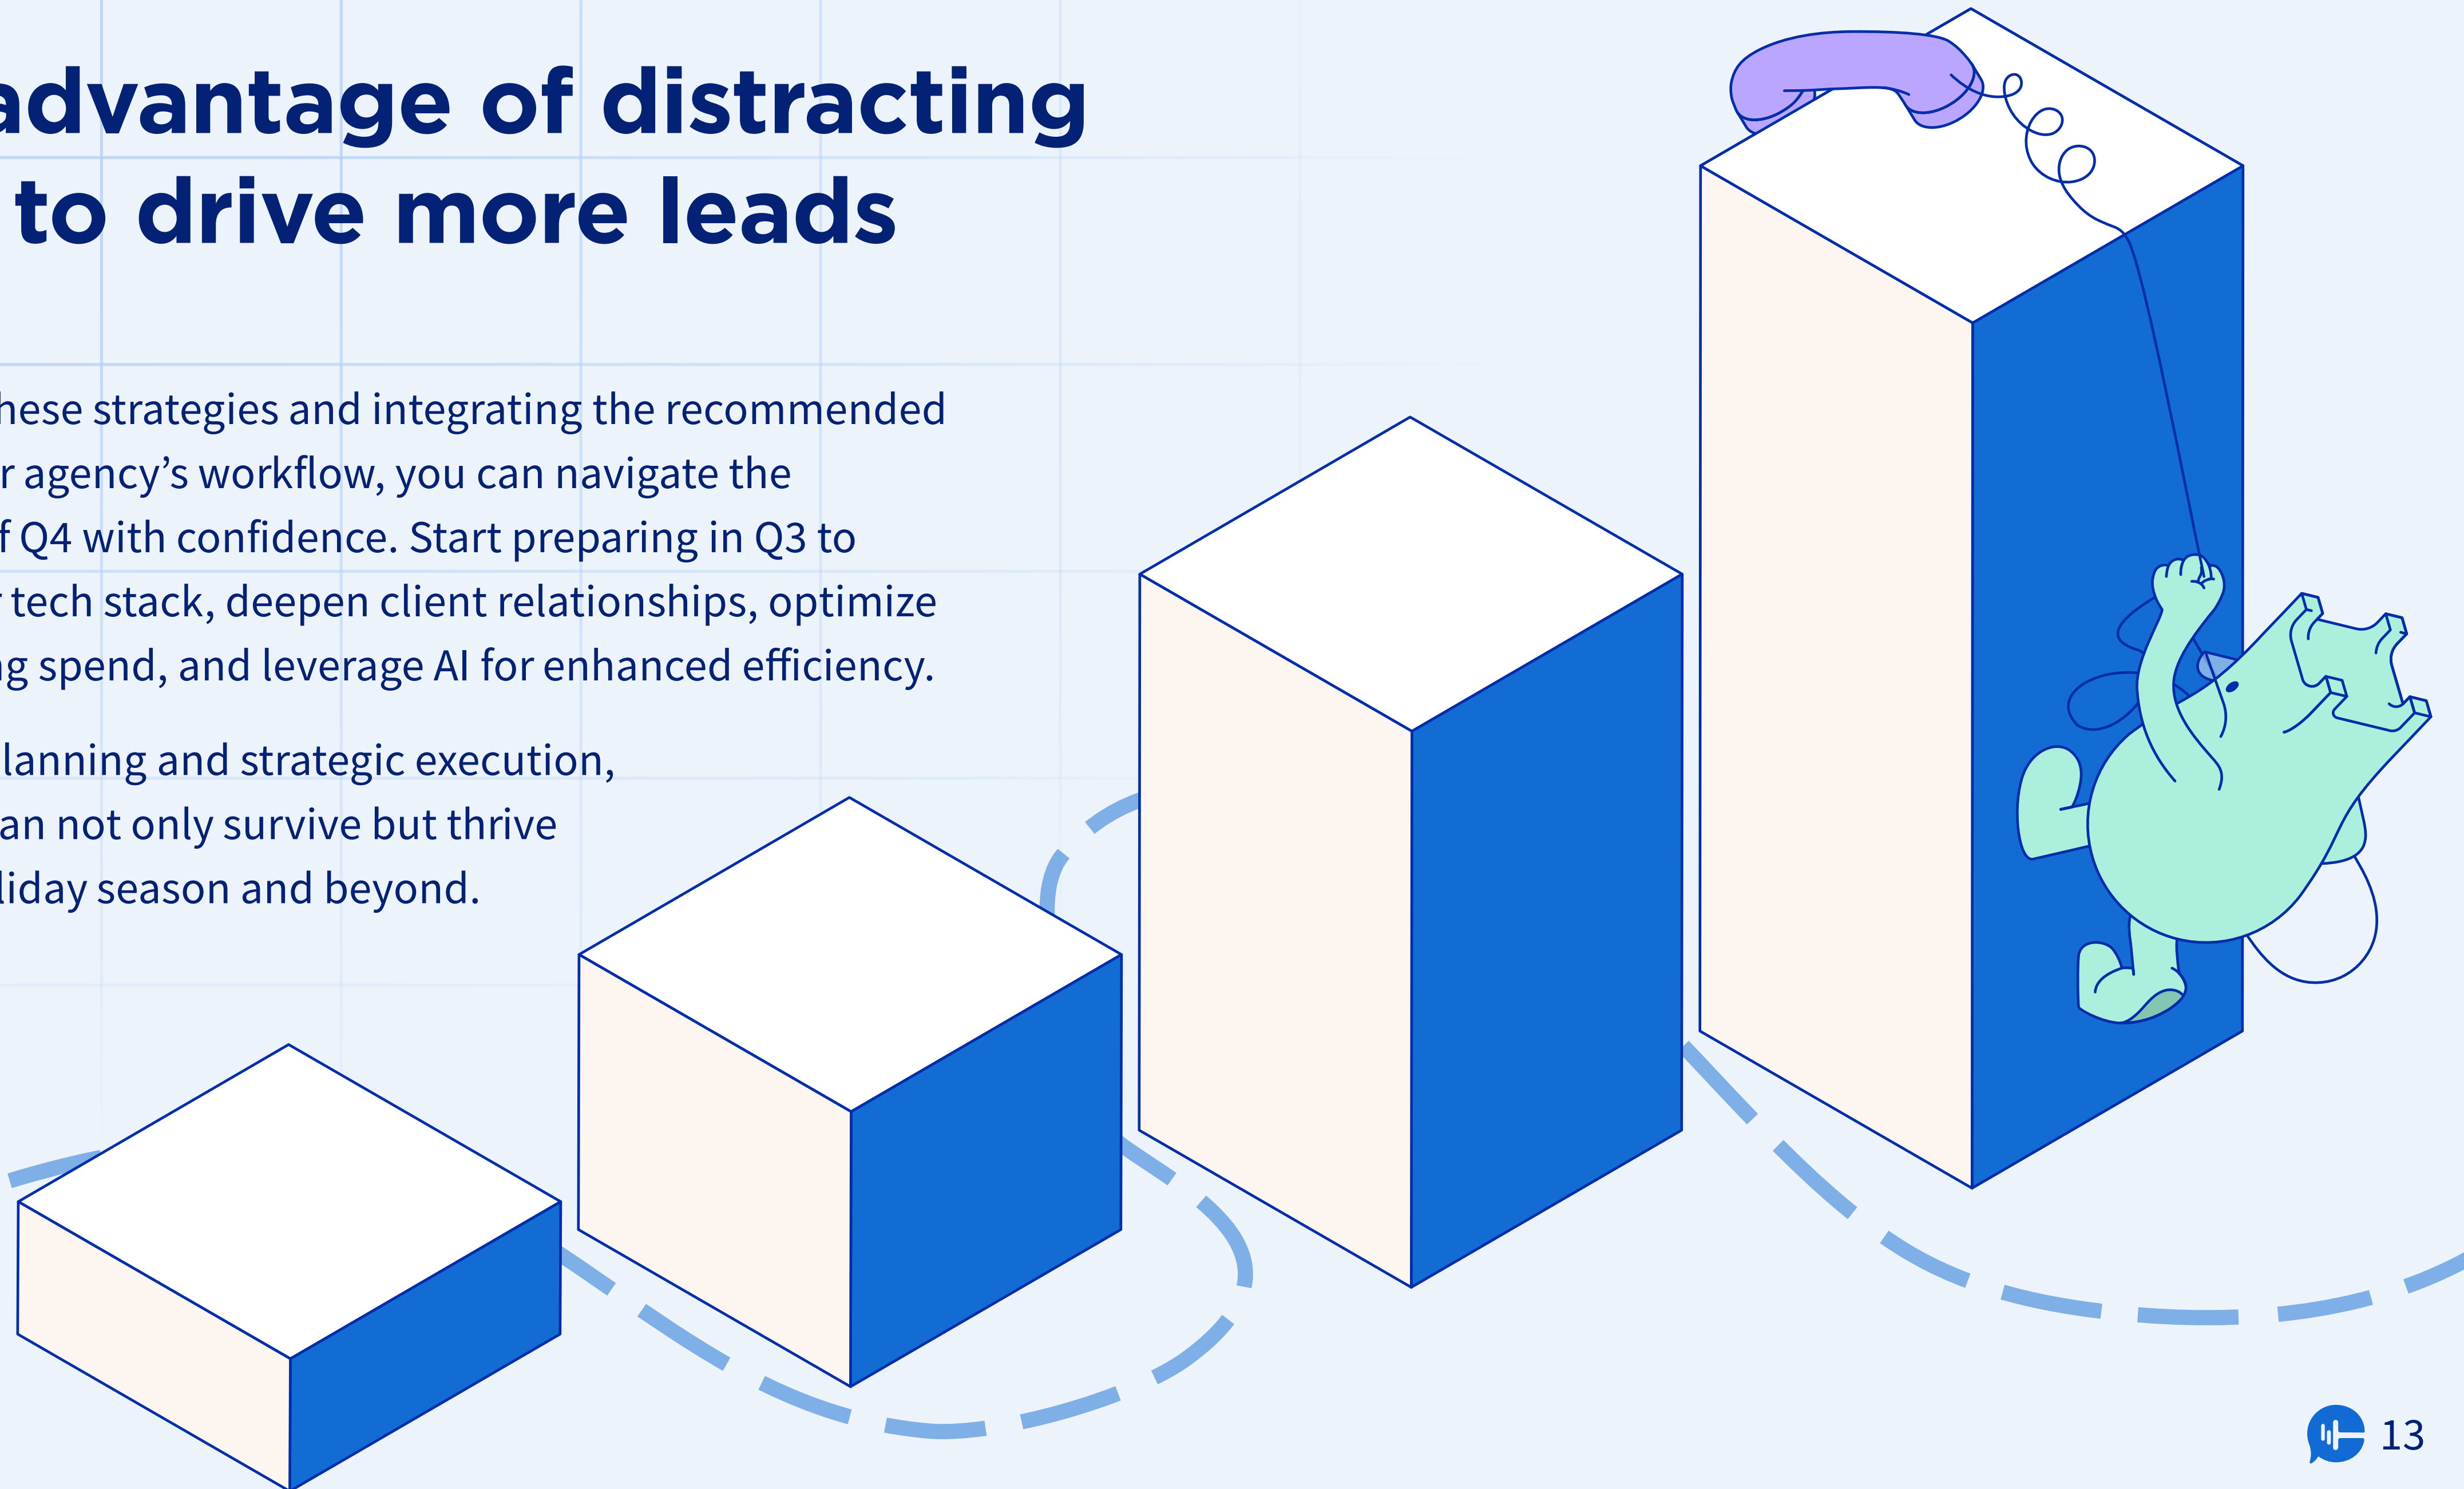 advantage of distracting
to drive more leads
hese strategies and integrating the recommended
r agency’s workflow, you can navigate the
f Q4 with confidence. Start preparing in Q3 to
r tech stack, deepen client relationships, optimize
ng spend, and leverage AI for enhanced efficiency.
lanning and strategic execution,
an not only survive but thrive
liday season and beyond.
13